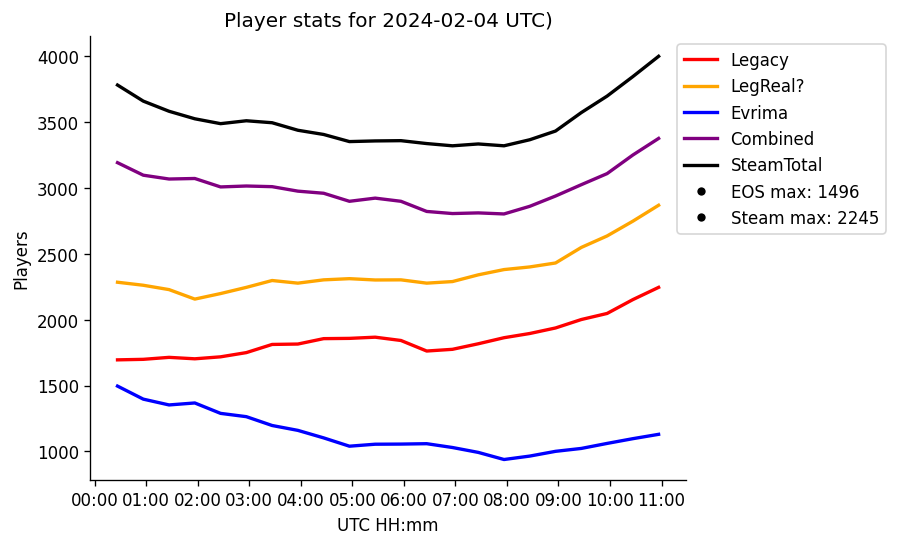 Player stats for 2024-02-04 UTC)
4000
3500
3000
2500
2000
1500
1000
Players
00:00 01:00 02:00 03:00 04:00 05:00 06:00 07:00 08:00 09:00 10:00 11:00
UTC HH:mm
Legacy
LegReal?
Evrima
Combined
SteamTotal
EOS max: 1496
Steam max: 2245